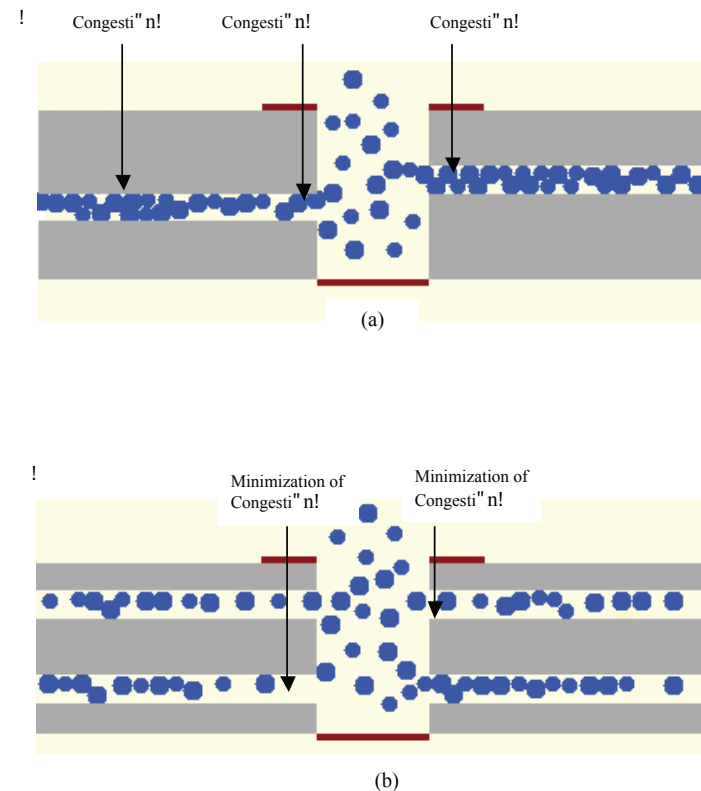 !
Congesti" n! Congesti" n! Congesti" n!
(a)
!
Minimization of
Congesti" n!
Minimization of
Congesti" n!
(b)